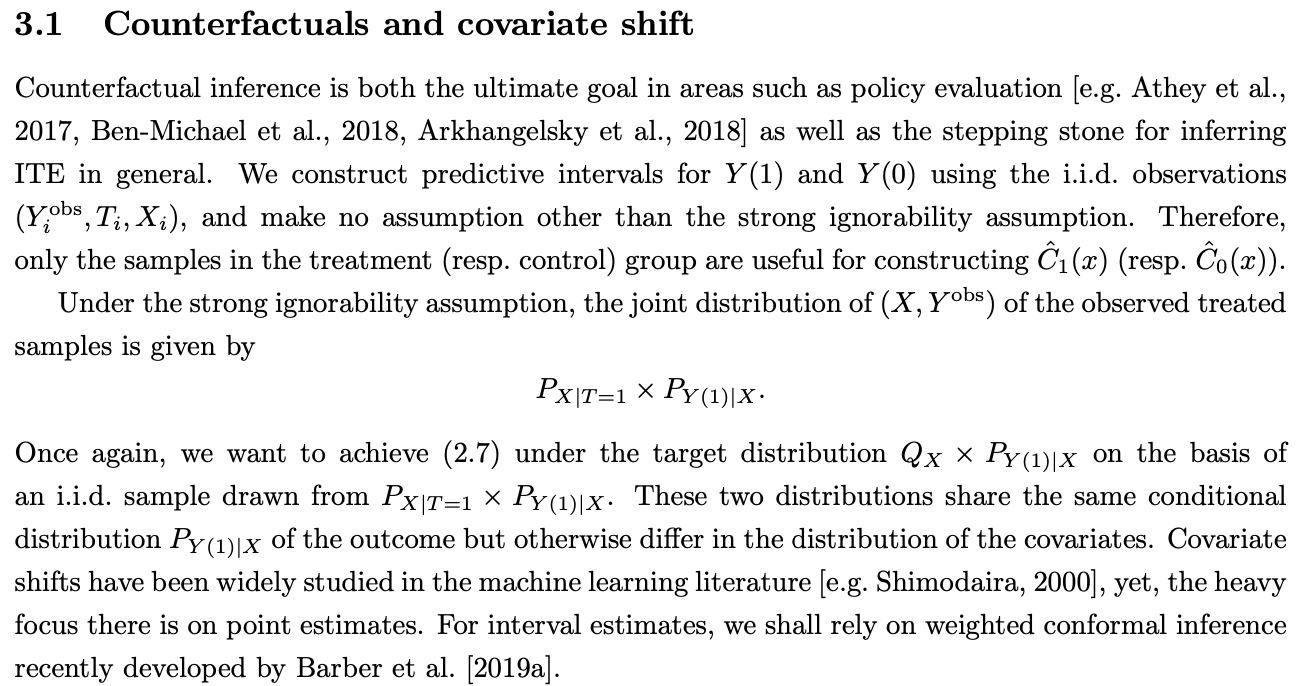 3.1 Counterfactuals and covariate shift
Counterfactual inference is both the ultimate goal in areas such as policy evaluation [e.g. Athey et al.,
2017, Ben-Michael et al., 2018, Arkhangelsky et al., 2018] as well as the stepping stone for inferring
ITE in general. We construct predictive intervals for Y(1) and Y(0) using the i.i.d. observations
(Y_i^obs, T_i, X_i), and make no assumption other than the strong ignorability assumption. Therefore,
only the samples in the treatment (resp. control) group are useful for constructing Ĉ_1(x) (resp. Ĉ_0(x)).
Under the strong ignorability assumption, the joint distribution of (X, Y^obs) of the observed treated
samples is given by
P_{X|T=1} × P_{Y(1)|X}.
Once again, we want to achieve (2.7) under the target distribution Q_X × P_{Y(1)|X} on the basis of
an i.i.d. sample drawn from P_{X|T=1} × P_{Y(1)|X}. These two distributions share the same conditional
distribution P_{Y(1)|X} of the outcome but otherwise differ in the distribution of the covariates. Covariate
shifts have been widely studied in the machine learning literature [e.g. Shimodaira, 2000], yet, the heavy
focus there is on point estimates. For interval estimates, we shall rely on weighted conformal inference
recently developed by Barber et al. [2019a].